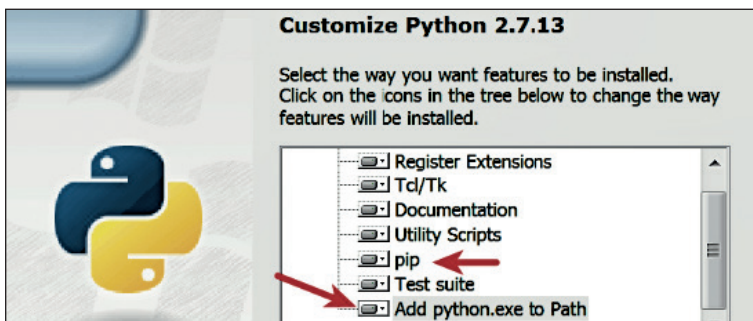 Customize Python 2.7.13
Select the way you want features to be installed.
Click on the icons in the tree below to change the way
features will be installed.
Register Extensions
Tcl/Tk
Documentation
Utility Scripts
pip
Test suite
Add python.exe to Path